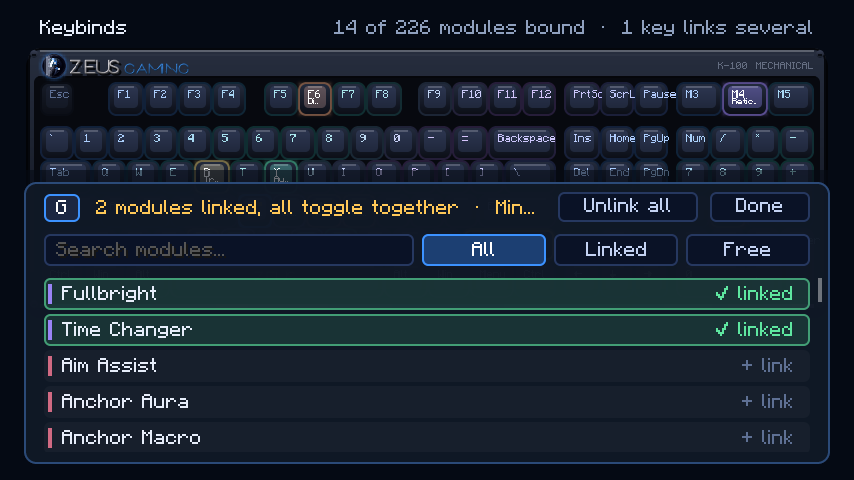 Keybinds 14 of 226 modules bound · 1 key links several
ZEUS GAMING K-100 MECHANICAL
Esc F1 F2 F3 F4 F5 F6 F7 F8 F9 F10 F11 F12 PrtSc ScrL Pause M3 M4 M5
` 1 2 3 4 5 6 7 8 9 0 - = Backspace Ins Home PgUp Num / * -
Tab Q W E R T Y U I O P [ ] \ Del End PgDn 7 8 9 +
G 2 modules linked, all toggle together · Min... Unlink all Done
Search modules... All Linked Free
Fullbright ✓ linked
Time Changer ✓ linked
Aim Assist + link
Anchor Aura + link
Anchor Macro + link